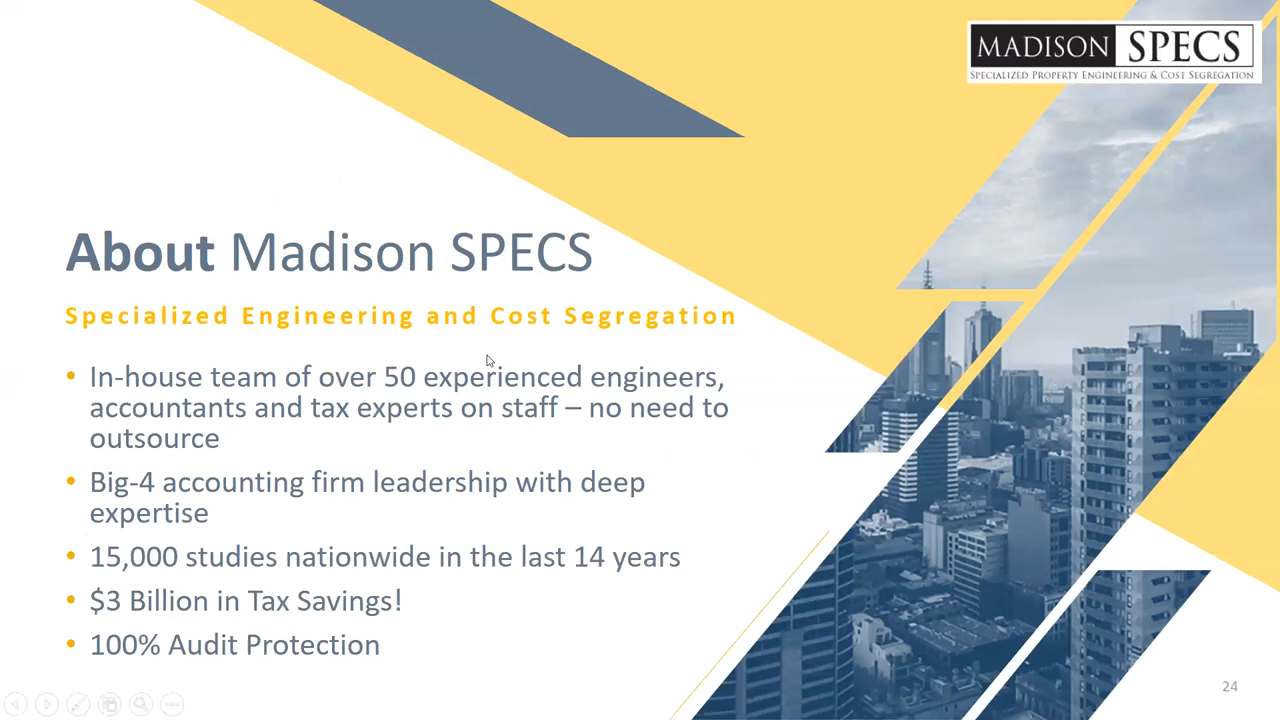 MADISON SPECS
SPECIALIZED PROPERTY ENGINEERING & COST SEGREGATION
About Madison SPECS
Specialized Engineering and Cost Segregation
• In-house team of over 50 experienced engineers,
accountants and tax experts on staff – no need to
outsource
• Big-4 accounting firm leadership with deep
expertise
• 15,000 studies nationwide in the last 14 years
• $3 Billion in Tax Savings!
• 100% Audit Protection
24